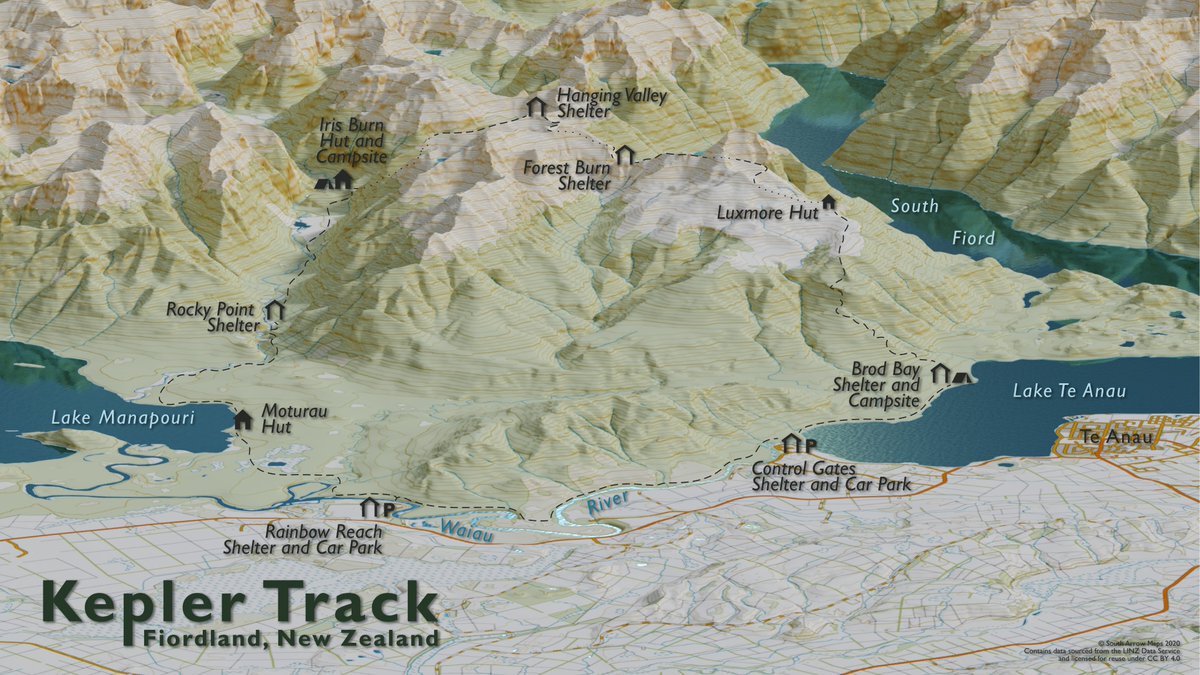 Hanging Valley
Shelter
Iris Burn
Hut and
Campsite
Forest Burn
Shelter
Luxmore Hut
South
Fiord
Rocky Point
Shelter
Brod Bay
Shelter and
Campsite
Lake Te Anau
Lake Manapouri
Moturau
Hut
Te Anau
P
Control Gates
Shelter and Car Park
P
River
Waiau
Rainbow Reach
Shelter and Car Park
Kepler Track
Fiordland, New Zealand
© South Arrow Maps 2020
Contains data sourced from the LINZ Data Service
and licensed for reuse under CC BY 4.0